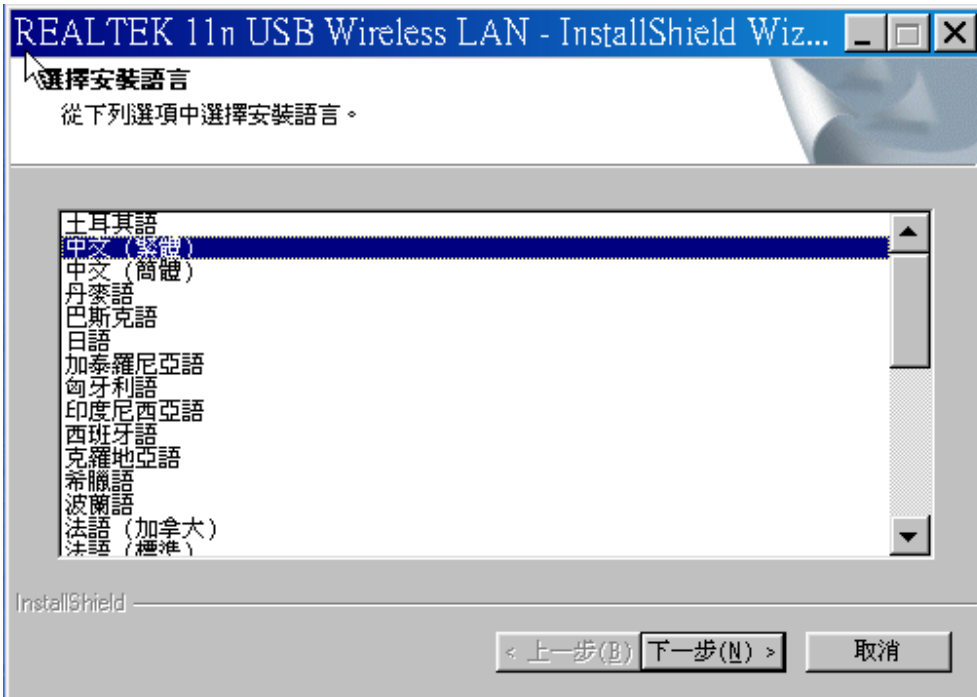 REALTEK 11n USB Wireless LAN - InstallShield Wiz...
選擇安裝語言
從下列選項中選擇安裝語言。
土耳其語
中文 (繁體)
中文 (簡體)
丹麥語
巴斯克語
日語
加泰羅尼亞語
匈牙利語
印度尼西亞語
西班牙語
克羅地亞語
希臘語
波蘭語
法語 (加拿大)
法語 (標準)
InstallShield
< 上一步(B) 下一步(N) > 取消